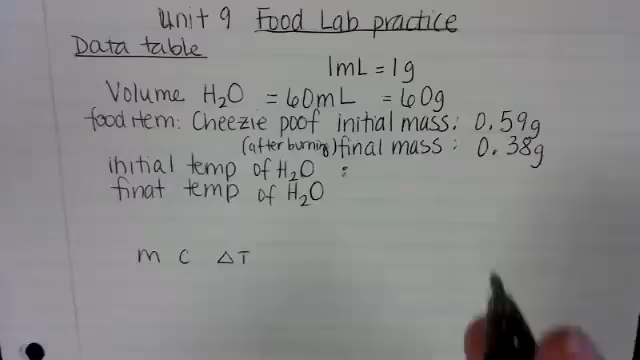 Unit 9 Food Lab practice
Data table
1mL = 1g
Volume H₂O = 60mL = 60g
food item: Cheezie poof initial mass: 0.59g
(after burning) final mass: 0.38g
initial temp of H₂O :
final temp of H₂O
m c △T